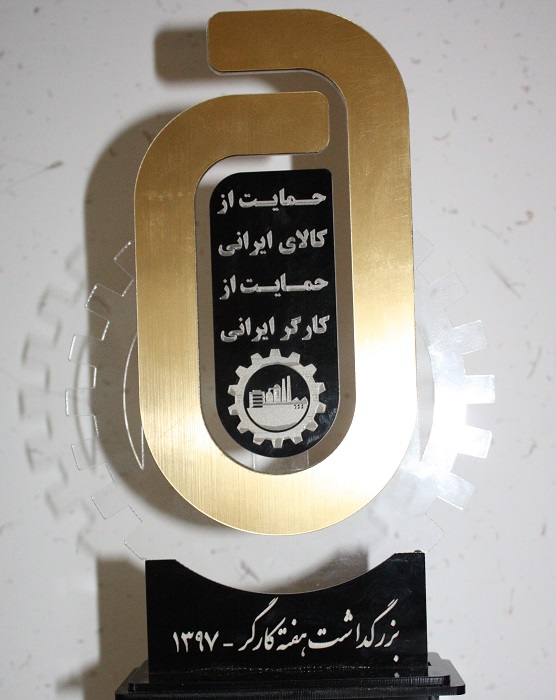 حمایت از
کالای ایرانی
حمایت از
کارگر ایرانی
بزرگداشت هفته کارگر - ۱۳۹۷